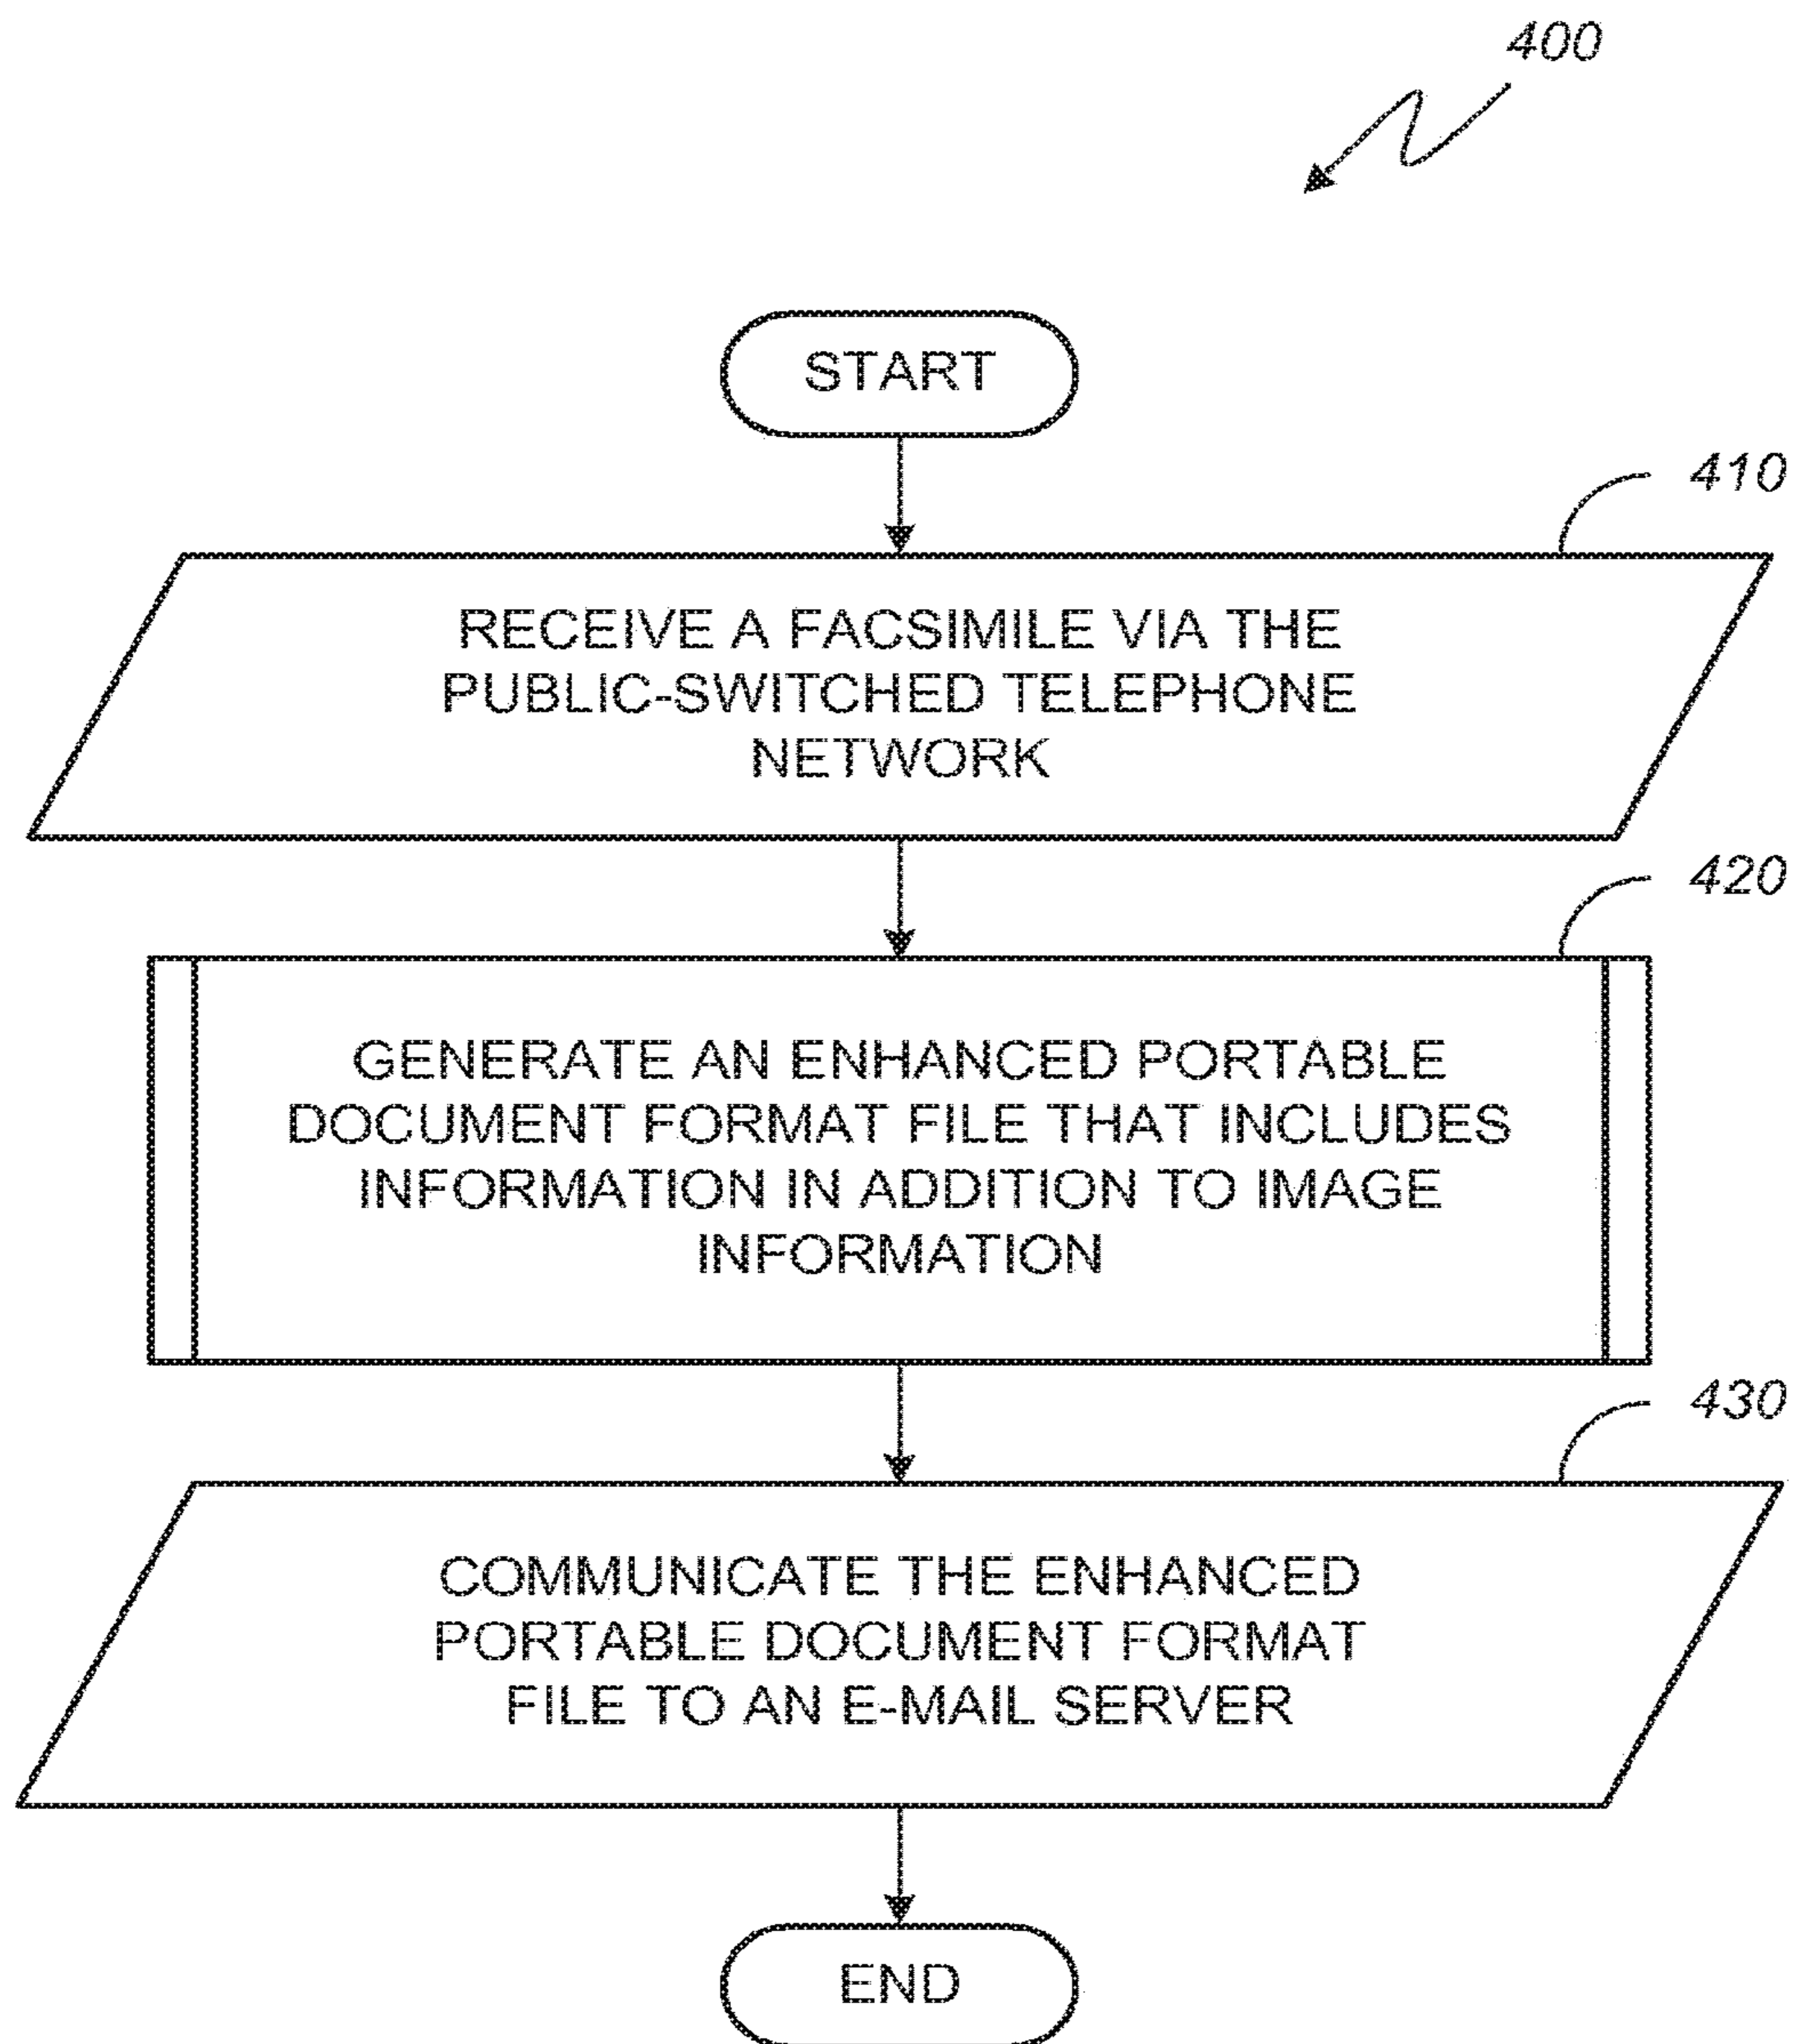 400
START
410
RECEIVE A FACSIMILE VIA THE
PUBLIC-SWITCHED TELEPHONE
NETWORK
420
GENERATE AN ENHANCED PORTABLE
DOCUMENT FORMAT FILE THAT INCLUDES
INFORMATION IN ADDITION TO IMAGE
INFORMATION
430
COMMUNICATE THE ENHANCED
PORTABLE DOCUMENT FORMAT
FILE TO AN E-MAIL SERVER
END